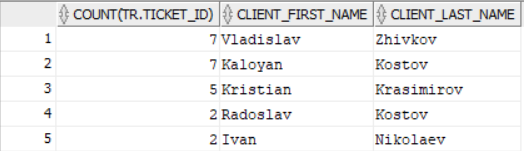 COUNT(TR.TICKET_ID) CLIENT_FIRST_NAME CLIENT_LAST_NAME
1 7 Vladislav Zhivkov
2 7 Kaloyan Kostov
3 5 Kristian Krasimirov
4 2 Radoslav Kostov
5 2 Ivan Nikolaev